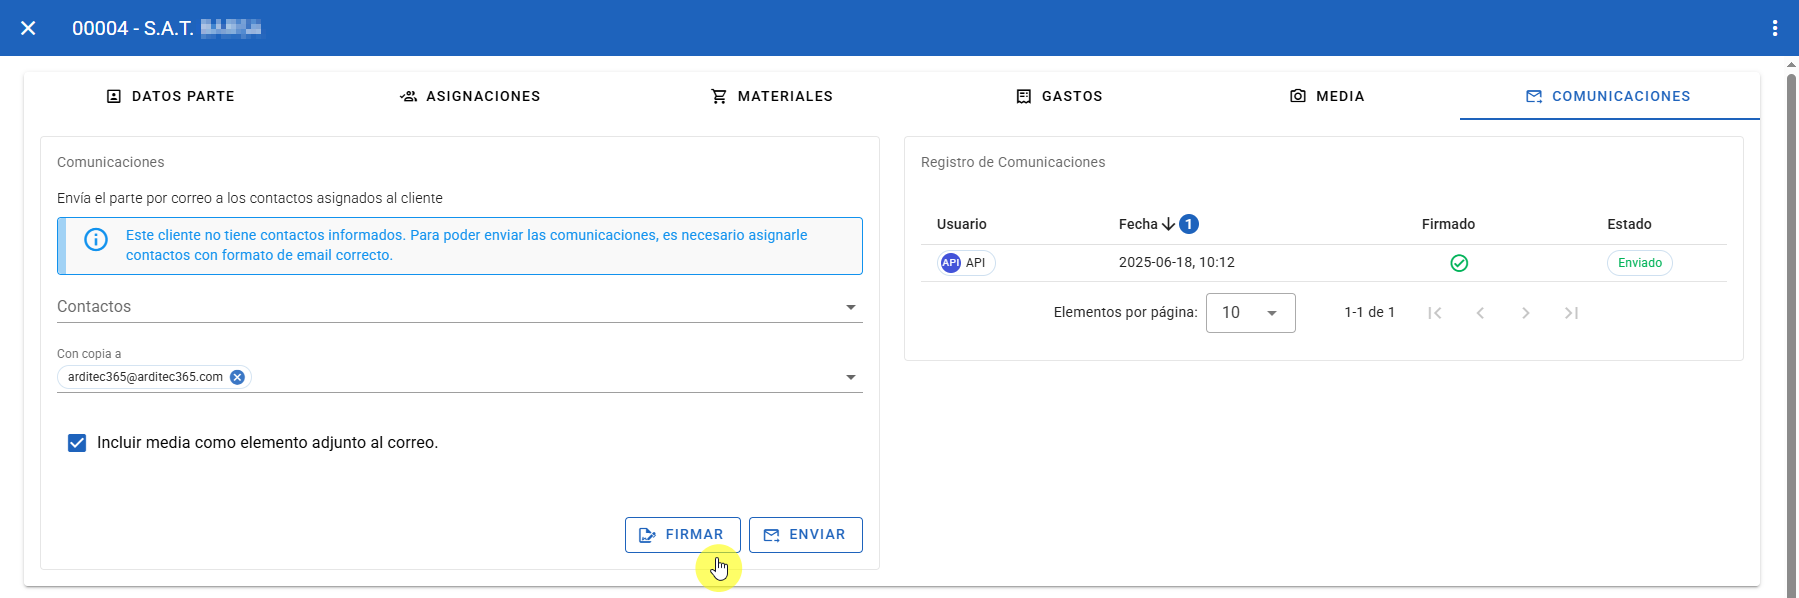 00004 - S.A.T.
DATOS PARTE
ASIGNACIONES
MATERIALES
GASTOS
MEDIA
COMUNICACIONES
Comunicaciones
Envía el parte por correo a los contactos asignados al cliente
Este cliente no tiene contactos informados. Para poder enviar las comunicaciones, es necesario asignarle
contactos con formato de email correcto.
Contactos
Con copia a
arditec365@arditec365.com
Incluir media como elemento adjunto al correo.
FIRMAR
ENVIAR
Registro de Comunicaciones
Usuario Fecha 1 Firmado Estado
API API 2025-06-18, 10:12 Enviado
Elementos por página: 10 1-1 de 1